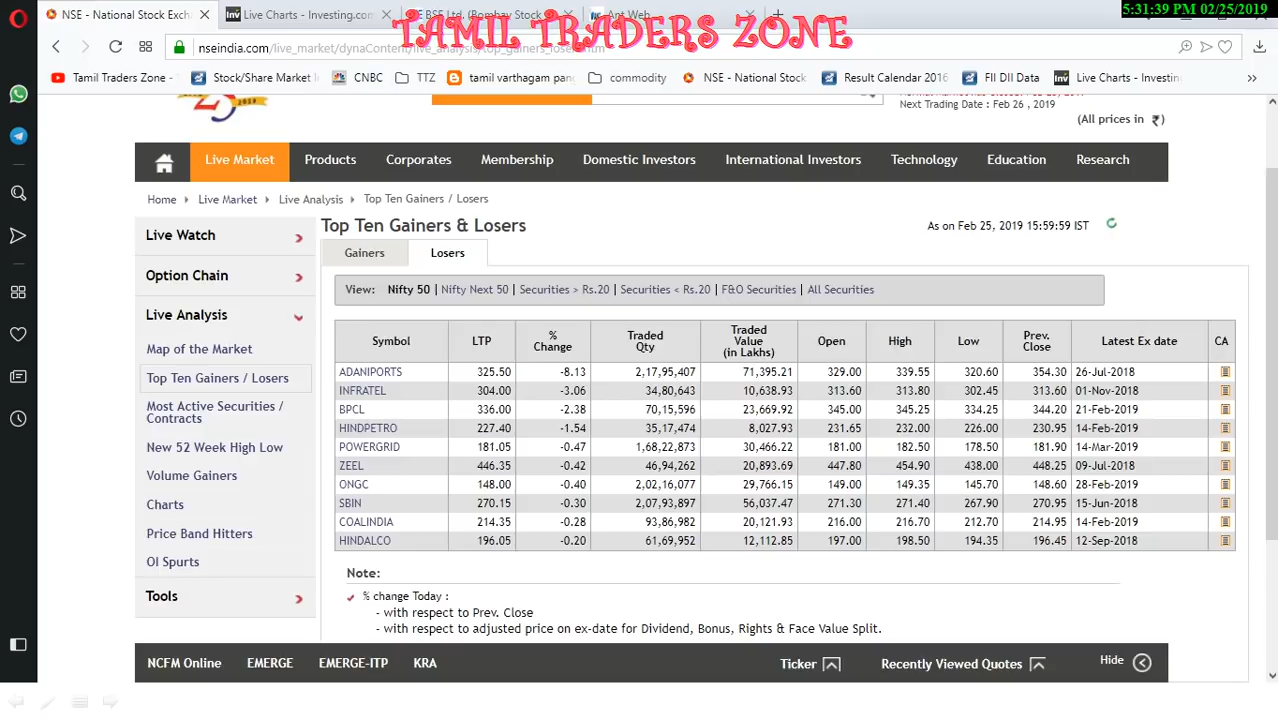 5:31:39 PM 02/25/2019
NSE - National Stock Exch
Live Charts - Investing.com
BSE Ltd. (Bombay Stock
Ant Web
TAMIL TRADERS ZONE
nseindia.com/live_market/dynaContent/live_analysis/top_gainers_losers.htm
Tamil Traders Zone -
Stock/Share Market
CNBC
TTZ
tamil varthagam pan
commodity
NSE - National Stock
Result Calendar 2016
FII DII Data
Live Charts - Investin
Next Trading Date : Feb 26 , 2019
(All prices in ₹)
Live Market Products Corporates Membership Domestic Investors International Investors Technology Education Research
Home Live Market Live Analysis Top Ten Gainers / Losers
Live Watch
Option Chain
Live Analysis
Map of the Market
Top Ten Gainers / Losers
Most Active Securities /
Contracts
New 52 Week High Low
Volume Gainers
Charts
Price Band Hitters
OI Spurts
Tools
Top Ten Gainers & Losers
As on Feb 25, 2019 15:59:59 IST
Gainers Losers
View: Nifty 50 | Nifty Next 50 | Securities > Rs.20 | Securities < Rs.20 | F&O Securities | All Securities
Symbol LTP % Change Traded Qty Traded Value (in Lakhs) Open High Low Prev. Close Latest Ex date CA
ADANIPORTS 325.50 -8.13 2,17,95,407 71,395.21 329.00 339.55 320.60 354.30 26-Jul-2018
INFRATEL 304.00 -3.06 34,80,643 10,638.93 313.60 313.80 302.45 313.60 01-Nov-2018
BPCL 336.00 -2.38 70,15,596 23,669.92 345.00 345.25 334.25 344.20 21-Feb-2019
HINDPETRO 227.40 -1.54 35,17,474 8,027.93 231.65 232.00 226.00 230.95 14-Feb-2019
POWERGRID 181.05 -0.47 1,68,22,873 30,466.22 181.00 182.50 178.50 181.90 14-Mar-2019
ZEEL 446.35 -0.42 46,94,262 20,893.69 447.80 454.90 438.00 448.25 09-Jul-2018
ONGC 148.00 -0.40 2,02,16,077 29,766.15 149.00 149.35 145.70 148.60 28-Feb-2019
SBIN 270.15 -0.30 2,07,93,897 56,037.47 271.30 271.40 267.90 270.95 15-Jun-2018
COALINDIA 214.35 -0.28 93,86,982 20,121.93 216.00 216.70 212.70 214.95 14-Feb-2019
HINDALCO 196.05 -0.20 61,69,952 12,112.85 197.00 198.50 194.35 196.45 12-Sep-2018
Note:
% change Today :
- with respect to Prev. Close
- with respect to adjusted price on ex-date for Dividend, Bonus, Rights & Face Value Split.
NCFM Online EMERGE EMERGE-ITP KRA Ticker Recently Viewed Quotes Hide